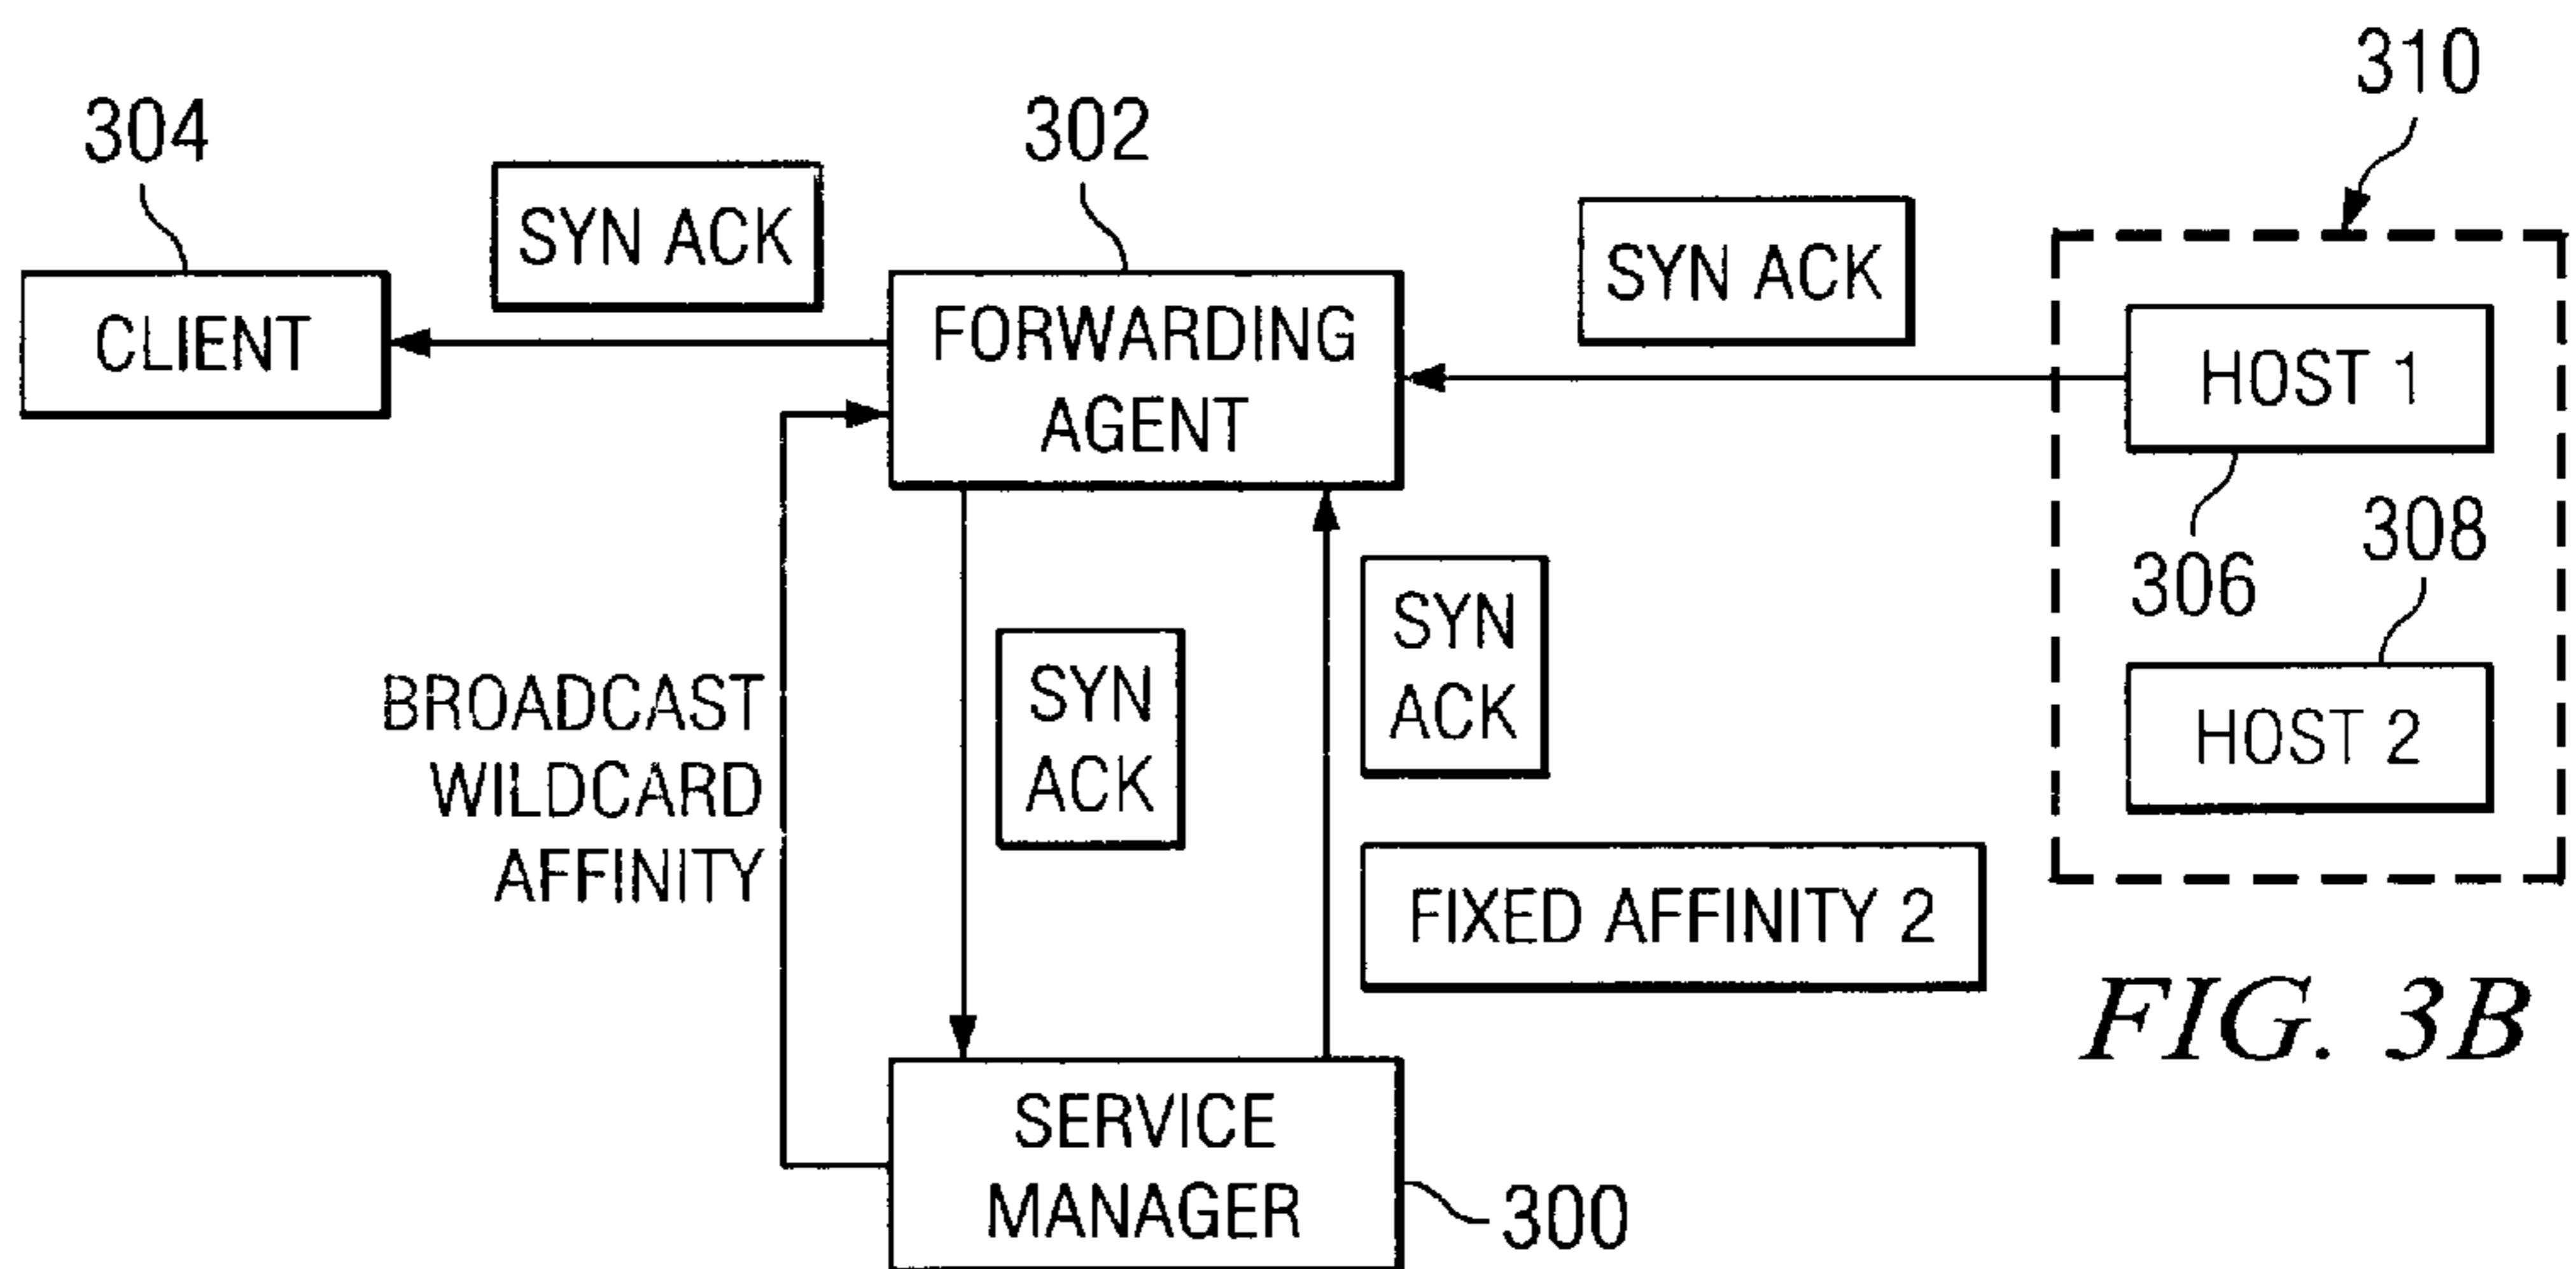 310
304
302
SYN ACK
SYN ACK
CLIENT
FORWARDING
AGENT
HOST 1
306
308
HOST 2
BROADCAST
WILDCARD
AFFINITY
SYN
ACK
SYN
ACK
FIXED AFFINITY 2
FIG. 3B
SERVICE
MANAGER
300